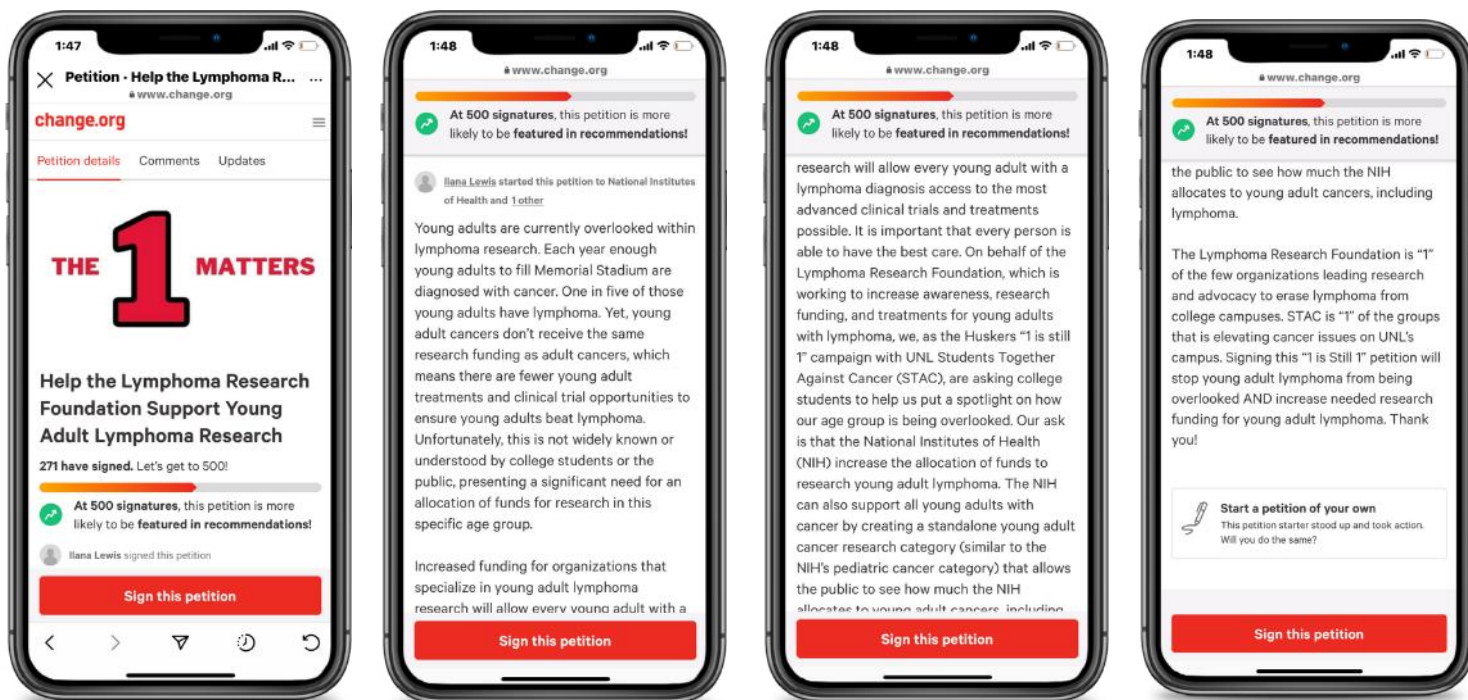 1:47
Petition - Help the Lymphoma R...
www.change.org
change.org
Petition details Comments Updates
THE 1 MATTERS
Help the Lymphoma Research
Foundation Support Young
Adult Lymphoma Research
271 have signed. Let's get to 500!
At 500 signatures, this petition is more
likely to be featured in recommendations!
Ilana Lewis signed this petition
Sign this petition
1:48
www.change.org
At 500 signatures, this petition is more
likely to be featured in recommendations!
Ilana Lewis started this petition to National Institutes
of Health and 1 other
Young adults are currently overlooked within
lymphoma research. Each year enough
young adults to fill Memorial Stadium are
diagnosed with cancer. One in five of those
young adults have lymphoma. Yet, young
adult cancers don't receive the same
research funding as adult cancers, which
means there are fewer young adult
treatments and clinical trial opportunities to
ensure young adults beat lymphoma.
Unfortunately, this is not widely known or
understood by college students or the
public, presenting a significant need for an
allocation of funds for research in this
specific age group.
Increased funding for organizations that
specialize in young adult lymphoma
research will allow every young adult with a
Sign this petition
1:48
www.change.org
At 500 signatures, this petition is more
likely to be featured in recommendations!
research will allow every young adult with a
lymphoma diagnosis access to the most
advanced clinical trials and treatments
possible. It is important that every person is
able to have the best care. On behalf of the
Lymphoma Research Foundation, which is
working to increase awareness, research
funding, and treatments for young adults
with lymphoma, we, as the Huskers "1 is still
1" campaign with UNL Students Together
Against Cancer (STAC), are asking college
students to help us put a spotlight on how
our age group is being overlooked. Our ask
is that the National Institutes of Health
(NIH) increase the allocation of funds to
research young adult lymphoma. The NIH
can also support all young adults with
cancer by creating a standalone young adult
cancer research category (similar to the
NIH's pediatric cancer category) that allows
the public to see how much the NIH
allocates to young adult cancers, including
Sign this petition
1:48
www.change.org
At 500 signatures, this petition is more
likely to be featured in recommendations!
the public to see how much the NIH
allocates to young adult cancers, including
lymphoma.
The Lymphoma Research Foundation is "1"
of the few organizations leading research
and advocacy to erase lymphoma from
college campuses. STAC is "1" of the groups
that is elevating cancer issues on UNL's
campus. Signing this "1 is Still 1" petition will
stop young adult lymphoma from being
overlooked AND increase needed research
funding for young adult lymphoma. Thank
you!
Start a petition of your own
This petition starter stood up and took action.
Will you do the same?
Sign this petition